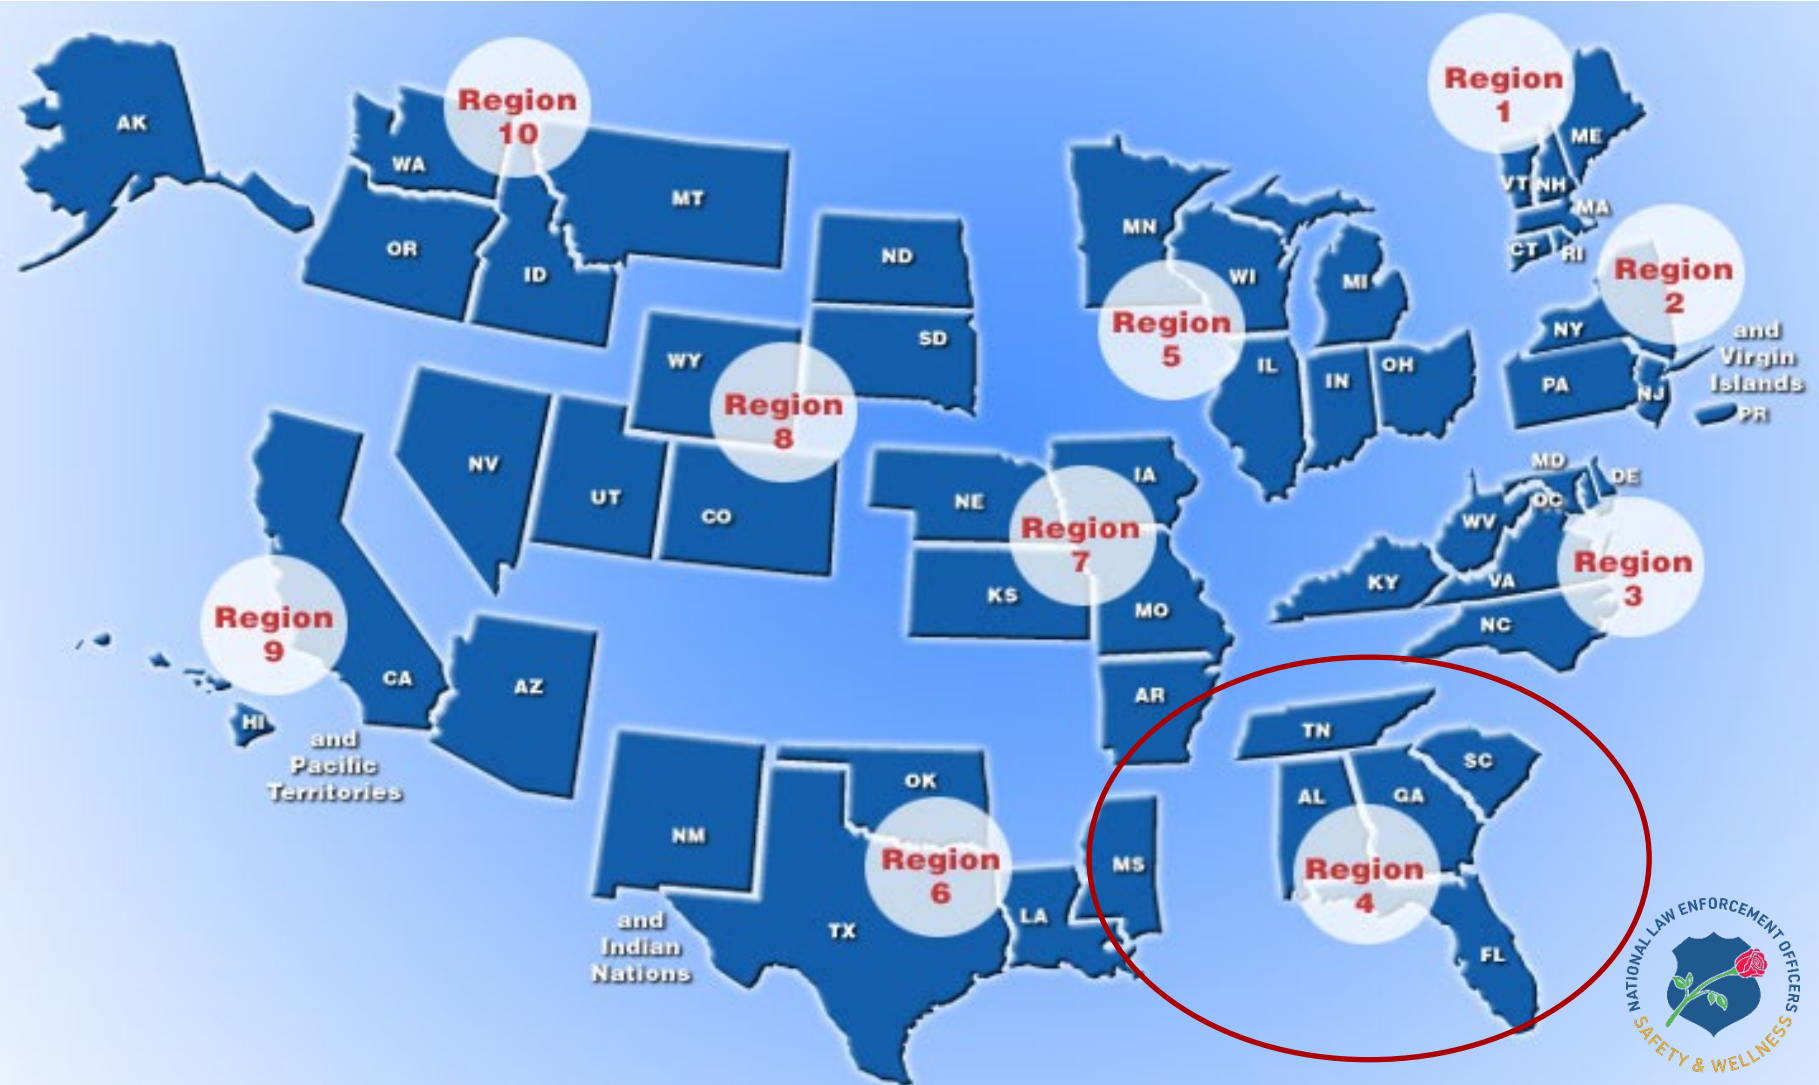 AK
WA
OR
Region
10
ID
MT
ND
SD
WY
Region
8
NV
UT
CO
Region
9
CA
AZ
HI
and
Pacific
Territories
NE
IA
Region
7
KS
MO
AR
MN
WI
MI
Region
5
IL
IN
OH
Region
1
ME
VT
NH
MA
CT
RI
Region
2
NY
and
Virgin
Islands
PA
NJ
PR
MD
DE
DC
WV
KY
VA
Region
3
NC
NM
OK
Region
6
and
Indian
Nations
TX
LA
MS
TN
SC
AL
GA
Region
4
FL
NATIONAL LAW ENFORCEMENT OFFICERS
SAFETY & WELLNESS